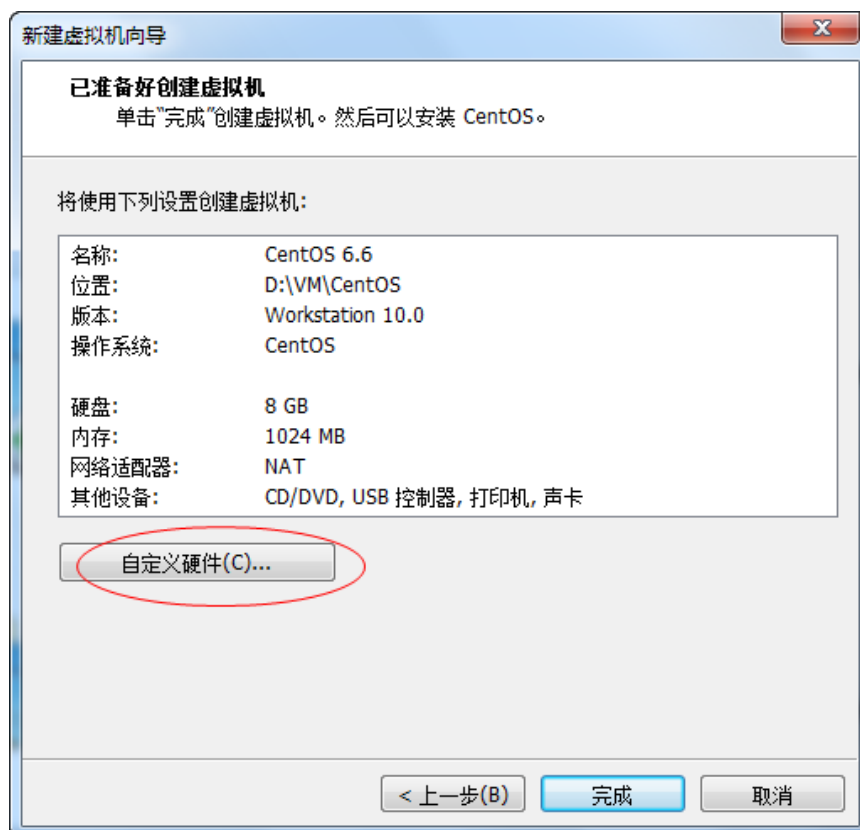 新建虚拟机向导
已准备好创建虚拟机
单击"完成"创建虚拟机。然后可以安装 CentOS。
将使用下列设置创建虚拟机:
名称: CentOS 6.6
位置: D:\VM\CentOS
版本: Workstation 10.0
操作系统: CentOS
硬盘: 8 GB
内存: 1024 MB
网络适配器: NAT
其他设备: CD/DVD, USB 控制器, 打印机, 声卡
自定义硬件(C)...
< 上一步(B) 完成 取消